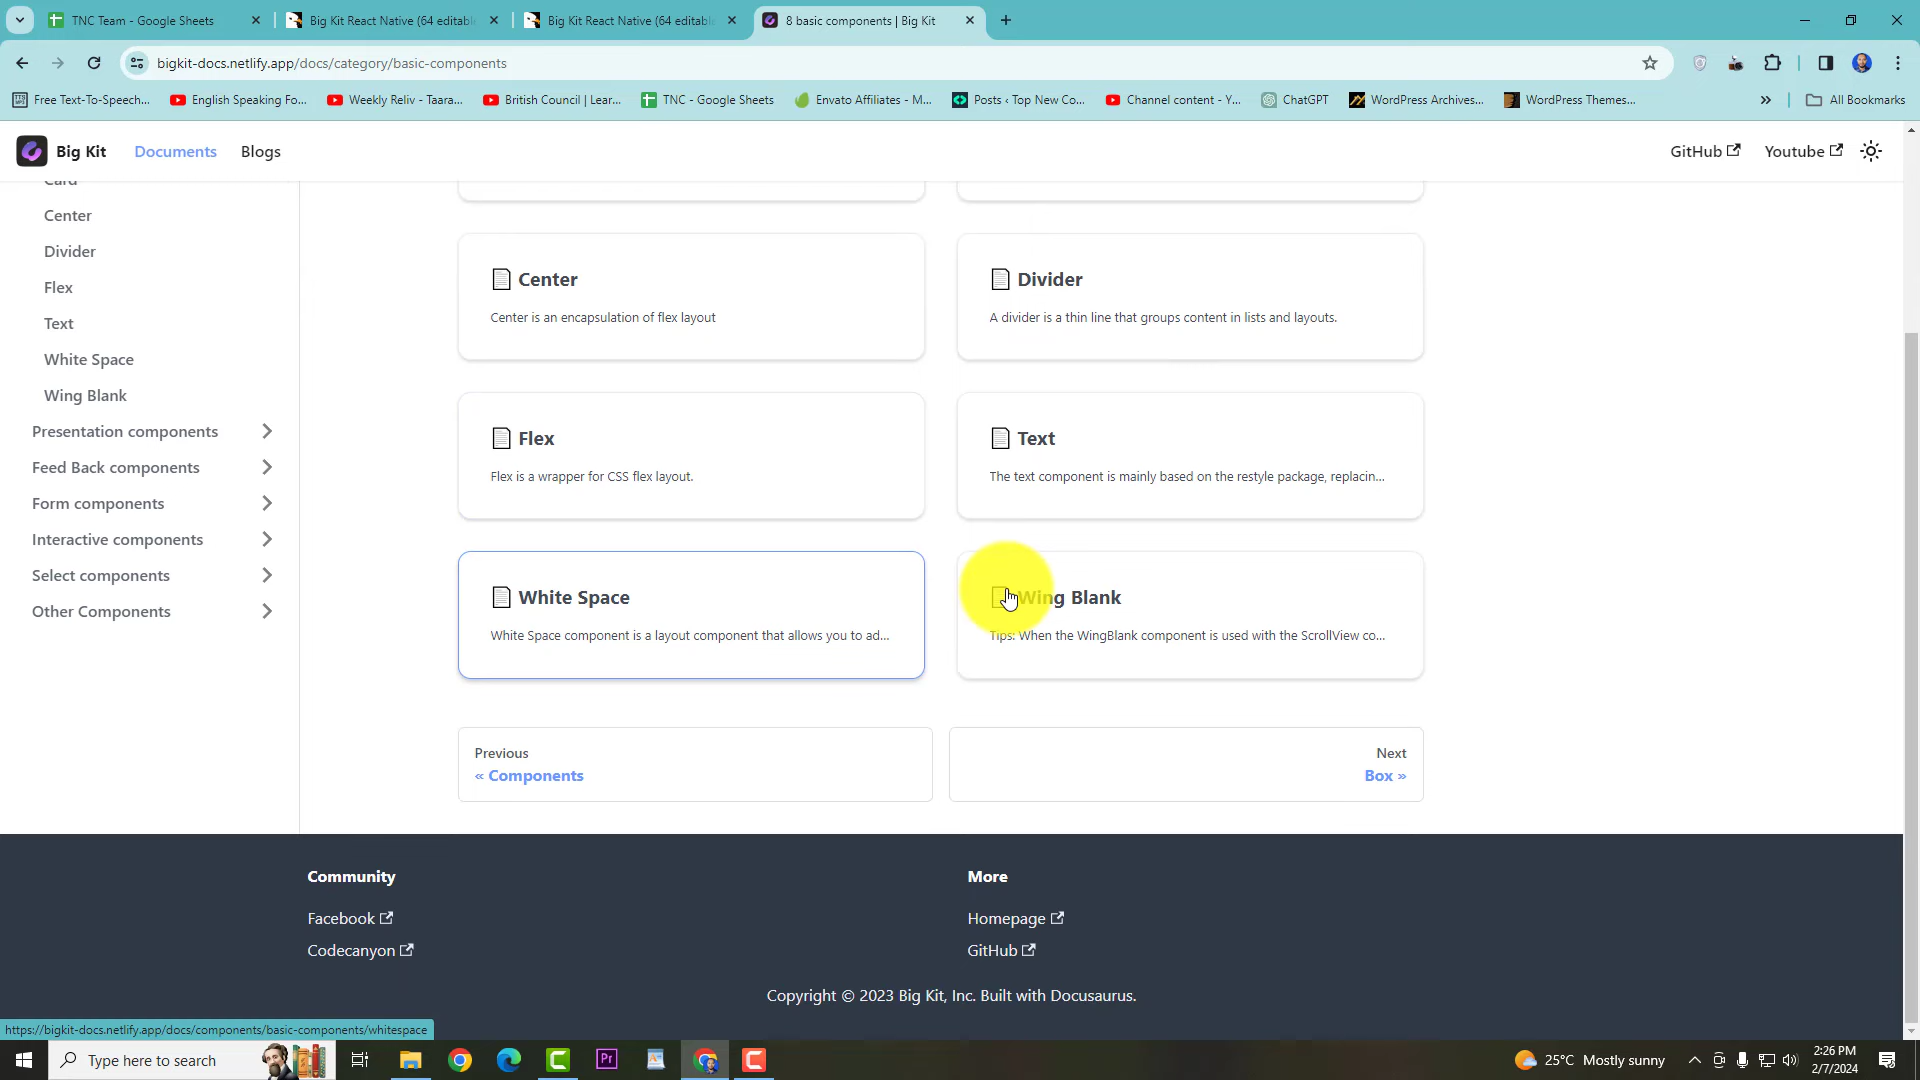 TNC Team - Google Sheets
Big Kit React Native (64 editable
Big Kit React Native (64 editable
8 basic components | Big Kit
bigkit-docs.netlify.app/docs/category/basic-components
Free Text-To-Speech...
English Speaking Fo...
Weekly Reliv - Taara...
British Council | Lear...
TNC - Google Sheets
Envato Affiliates - M...
Posts ‹ Top New Co...
Channel content - Y...
ChatGPT
WordPress Archives...
WordPress Themes...
All Bookmarks
Big Kit
Documents
Blogs
GitHub
Youtube
Card
Center
Divider
Flex
Text
White Space
Wing Blank
Presentation components
Feed Back components
Form components
Interactive components
Select components
Other Components
Center
Center is an encapsulation of flex layout
Divider
A divider is a thin line that groups content in lists and layouts.
Flex
Flex is a wrapper for CSS flex layout.
Text
The text component is mainly based on the restyle package, replacin...
White Space
White Space component is a layout component that allows you to ad...
Wing Blank
Tips: When the WingBlank component is used with the ScrollView co...
Previous
« Components
Next
Box »
Community
Facebook
Codecanyon
More
Homepage
GitHub
Copyright © 2023 Big Kit, Inc. Built with Docusaurus.
https://bigkit-docs.netlify.app/docs/components/basic-components/whitespace
Type here to search
Pr
25°C Mostly sunny
2:26 PM
2/7/2024